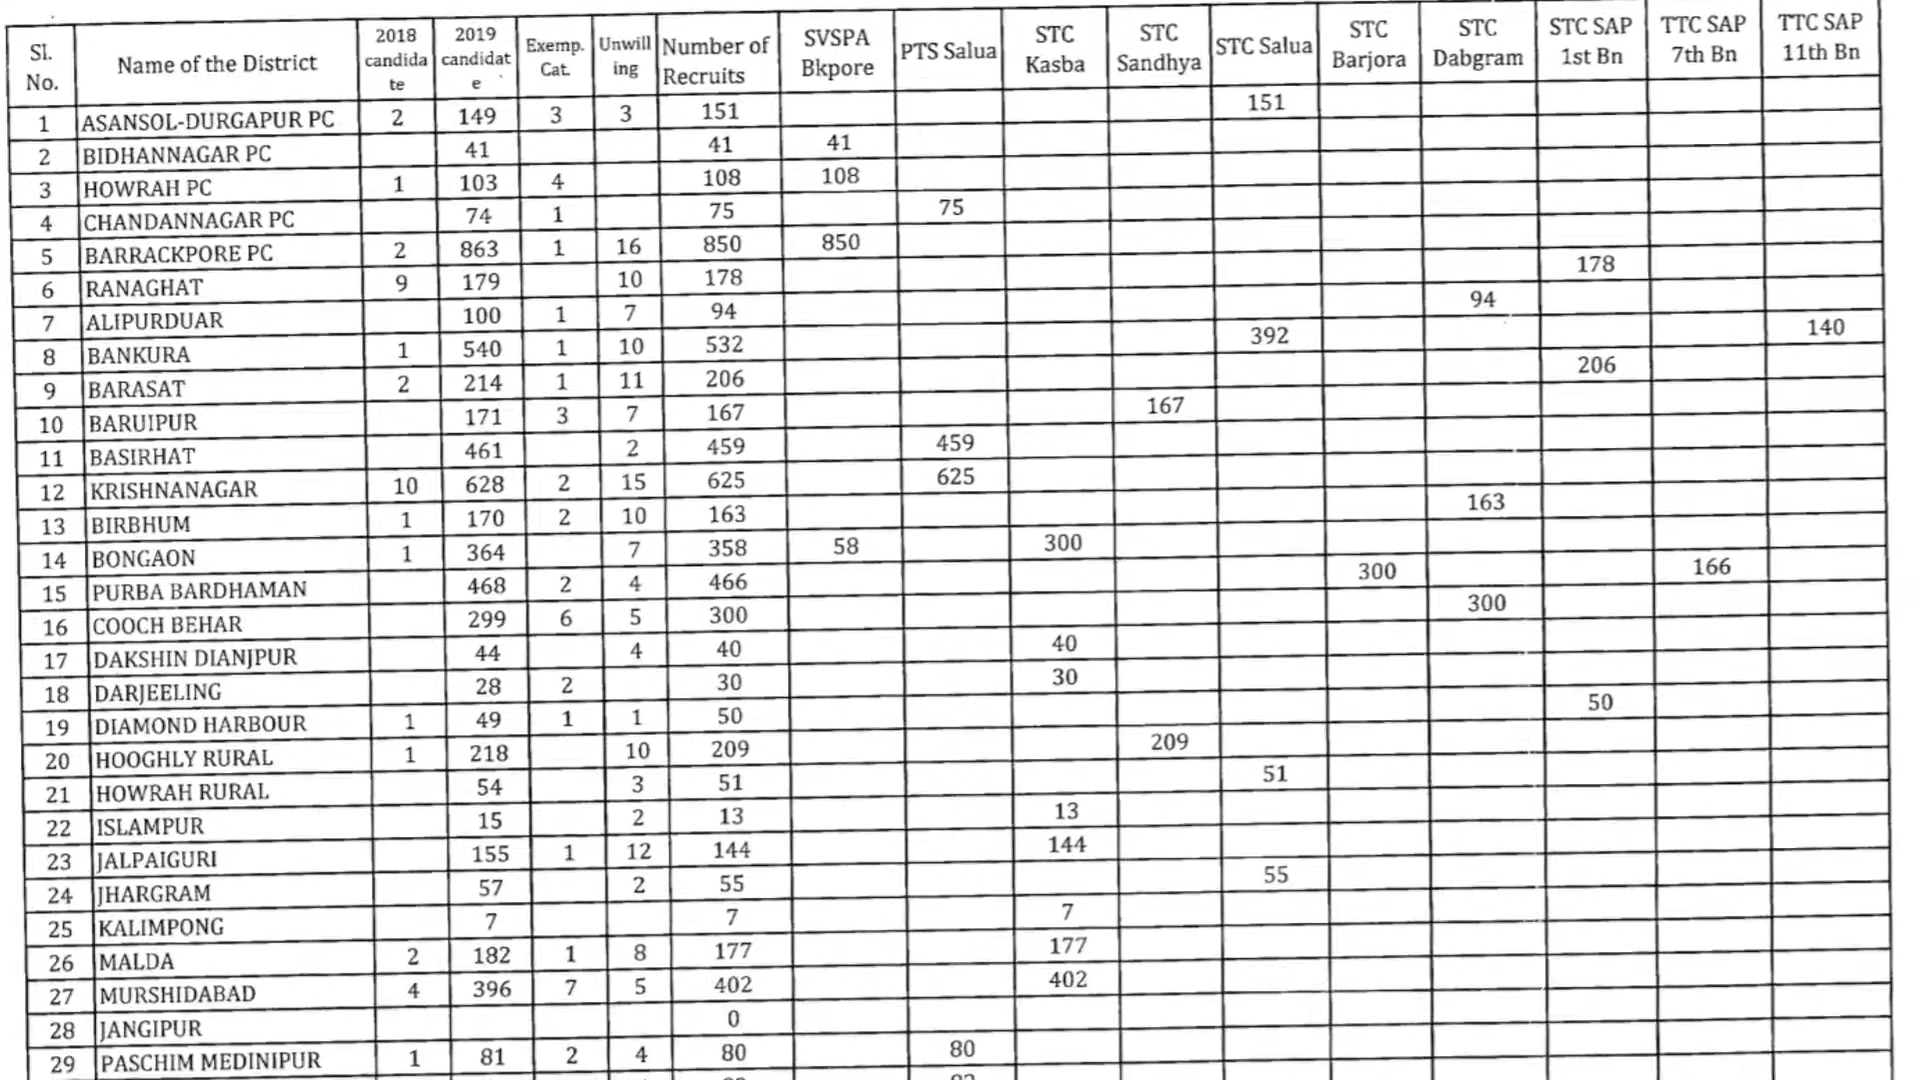 Sl. No. Name of the District 2018 candidate 2019 candidate Exemp. Cat. Unwilling Number of Recruits SVSPA Bkpore PTS Salua STC Kasba STC Sandhya STC Salua STC Barjora STC Dabgram STC SAP 1st Bn TTC SAP 7th Bn TTC SAP 11th Bn
1 ASANSOL-DURGAPUR PC 2 149 3 3 151 151
2 BIDHANNAGAR PC 41 41 41
3 HOWRAH PC 1 103 4 108 108
4 CHANDANNAGAR PC 74 1 75 75
5 BARRACKPORE PC 2 863 1 16 850 850
6 RANAGHAT 9 179 10 178 178
7 ALIPURDUAR 100 1 7 94 94
8 BANKURA 1 540 1 10 532 392 140
9 BARASAT 2 214 1 11 206 206
10 BARUIPUR 171 3 7 167 167
11 BASIRHAT 461 2 459 459
12 KRISHNANAGAR 10 628 2 15 625 625
13 BIRBHUM 1 170 2 10 163 163
14 BONGAON 1 364 7 358 58 300
15 PURBA BARDHAMAN 468 2 4 466 300 166
16 COOCH BEHAR 299 6 5 300 300
17 DAKSHIN DIANJPUR 44 4 40 40
18 DARJEELING 28 2 30 30
19 DIAMOND HARBOUR 1 49 1 1 50 50
20 HOOGHLY RURAL 1 218 10 209 209
21 HOWRAH RURAL 54 3 51 51
22 ISLAMPUR 15 2 13 13
23 JALPAIGURI 155 1 12 144 144
24 JHARGRAM 57 2 55 55
25 KALIMPONG 7 7 7
26 MALDA 2 182 1 8 177 177
27 MURSHIDABAD 4 396 7 5 402 402
28 JANGIPUR 0
29 PASCHIM MEDINIPUR 1 81 2 4 80 80